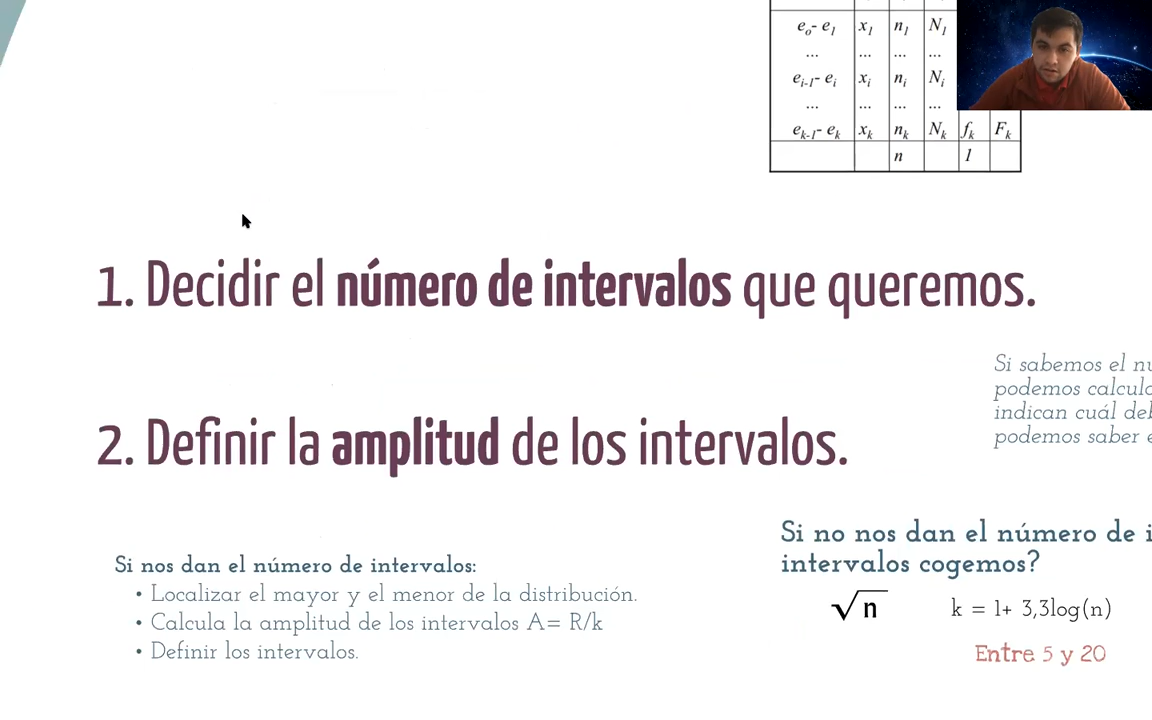 e₀- e₁ x₁ n₁ N₁
... ... ... ...
eᵢ₋₁- eᵢ xᵢ nᵢ Nᵢ
... ... ... ...
eₖ₋₁- eₖ xₖ nₖ Nₖ fₖ Fₖ
n 1
1. Decidir el número de intervalos que queremos.
Si sabemos el
podemos
indican cuál
podemos saber
2. Definir la amplitud de los intervalos.
Si no nos dan el número de
intervalos cogemos?
√n k = 1+ 3,3log(n)
Entre 5 y 20
Si nos dan el número de intervalos:
• Localizar el mayor y el menor de la distribución.
• Calcula la amplitud de los intervalos A= R/k
• Definir los intervalos.